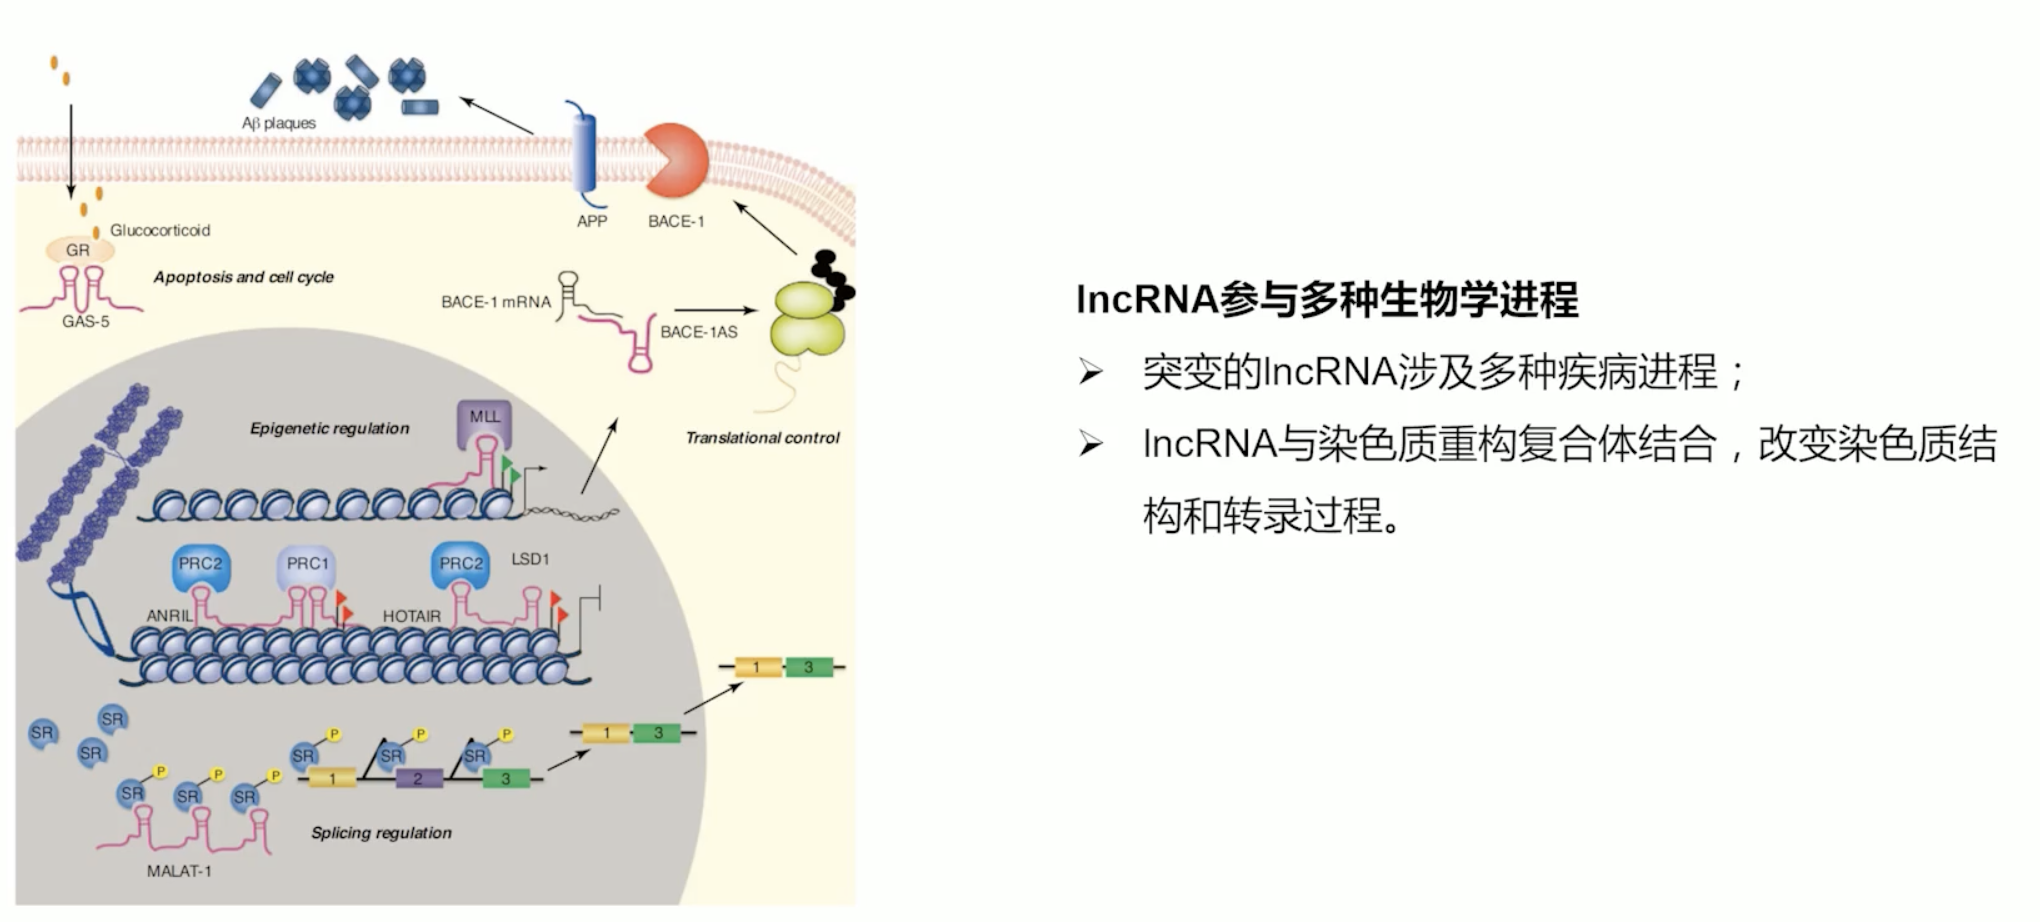 Aβ plaques
APP
BACE-1
Glucocorticoid
GR
Apoptosis and cell cycle
GAS-5
BACE-1 mRNA
BACE-1AS
Translational control
Epigenetic regulation
MLL
PRC2
PRC1
PRC2
LSD1
ANRIL
HOTAIR
1 3
SR
SR
SR
SR P
SR P
SR P
1 2 3
1 3
SR P
SR P
SR P
Splicing regulation
MALAT-1
lncRNA参与多种生物学进程
➢ 突变的lncRNA涉及多种疾病进程；
➢ lncRNA与染色质重构复合体结合，改变染色质结
构和转录过程。